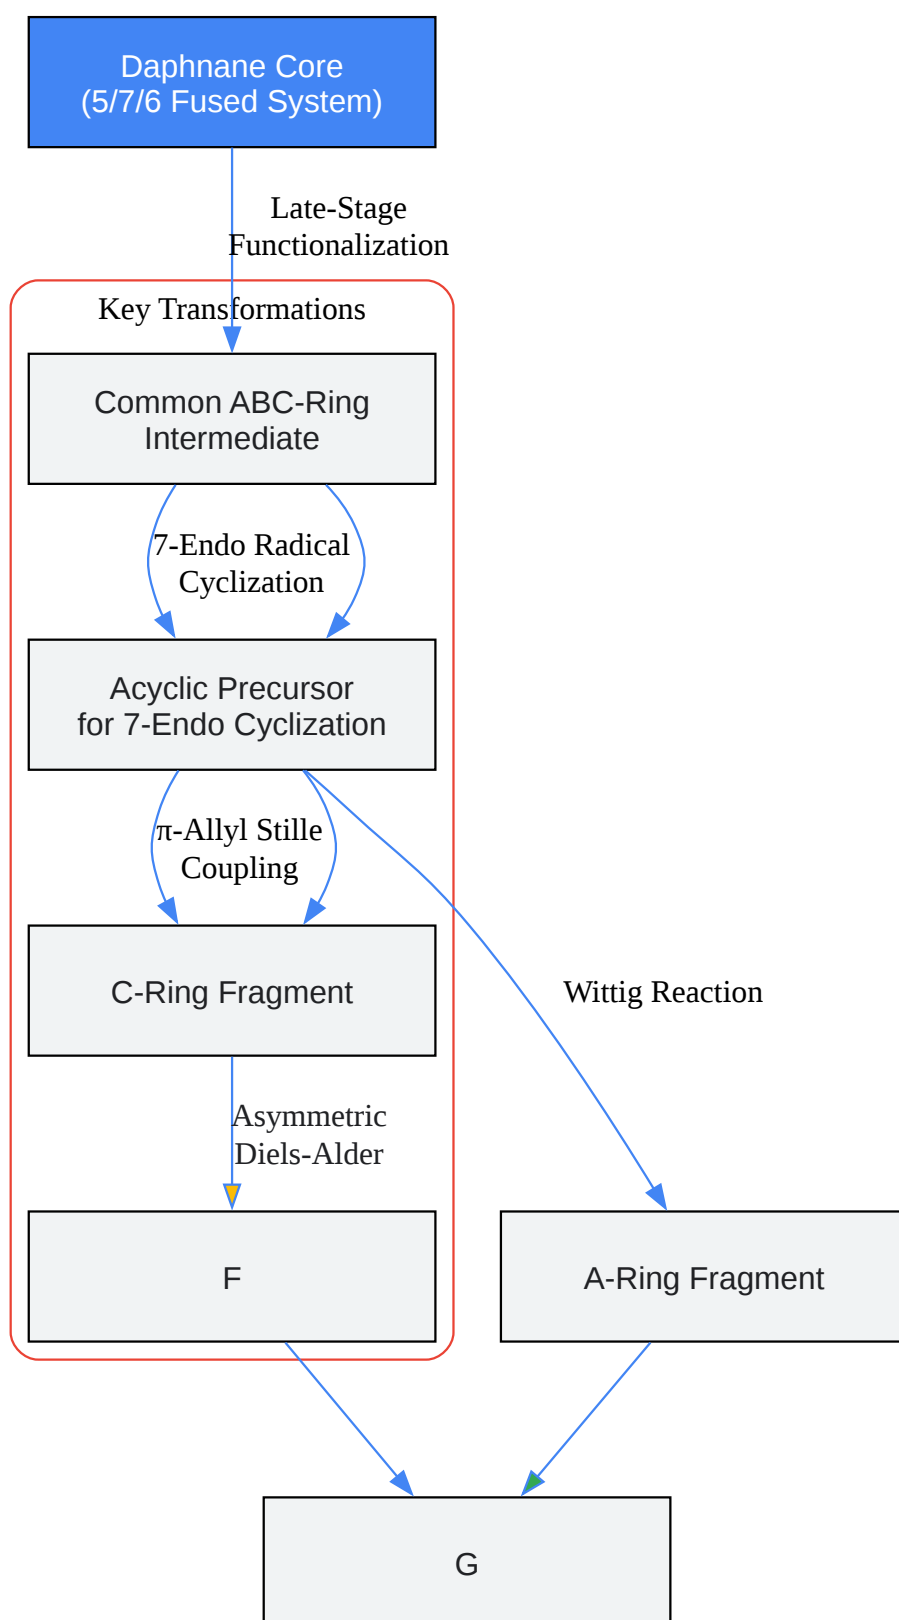 Daphnane Core
(5/7/6 Fused System)
Late-Stage
Functionalization
Key Transformations
Common ABC-Ring
Intermediate
7-Endo Radical
Cyclization
Acyclic Precursor
for 7-Endo Cyclization
π-Allyl Stille
Coupling
C-Ring Fragment
Wittig Reaction
Asymmetric
Diels-Alder
F
A-Ring Fragment
G